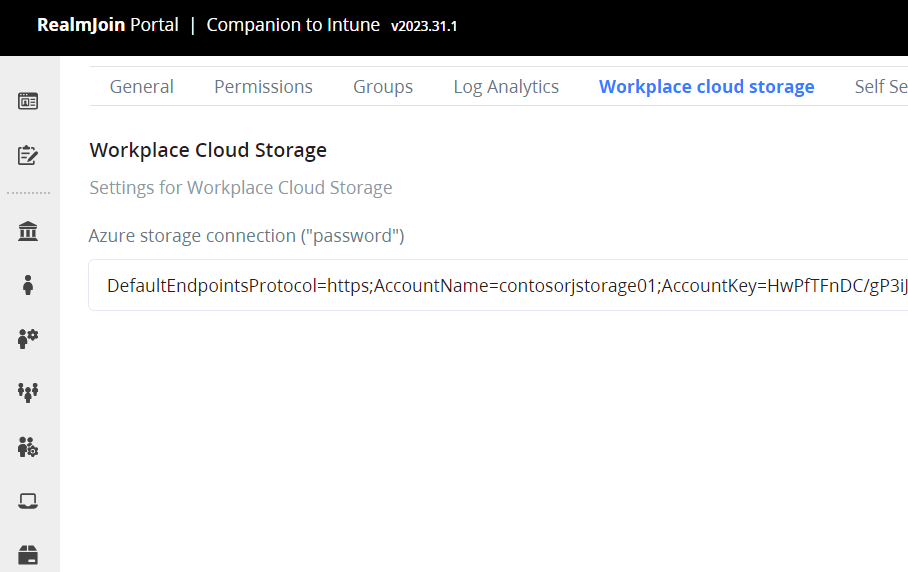 RealmJoin Portal | Companion to Intune v2023.31.1
General Permissions Groups Log Analytics Workplace cloud storage Self Se
Workplace Cloud Storage
Settings for Workplace Cloud Storage
Azure storage connection ("password")
DefaultEndpointsProtocol=https;AccountName=contosorjstorage01;AccountKey=HwPfTFnDC/gP3iJ